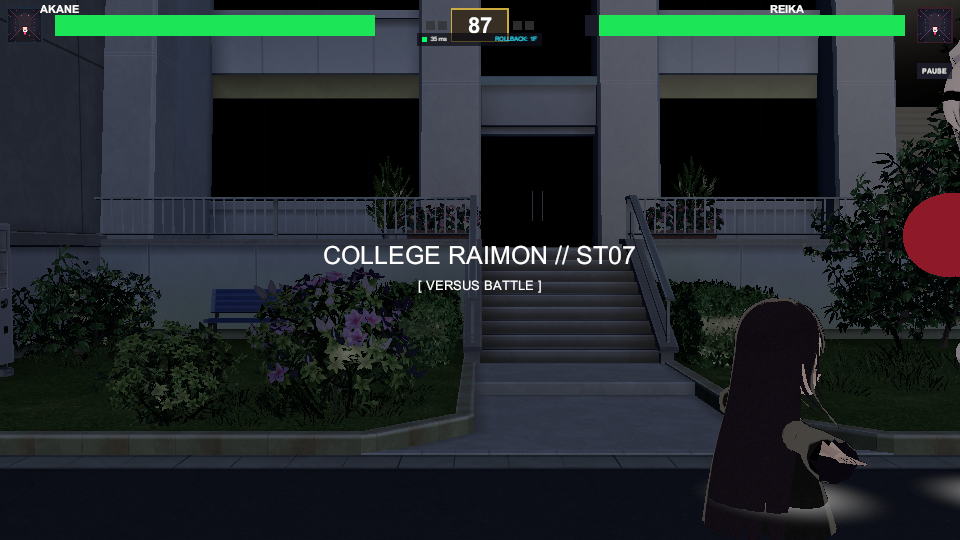 AKANE
REIKA
87
35 ms
ROLLBACK: 1F
PAUSE
COLLEGE RAIMON // ST07
[ VERSUS BATTLE ]